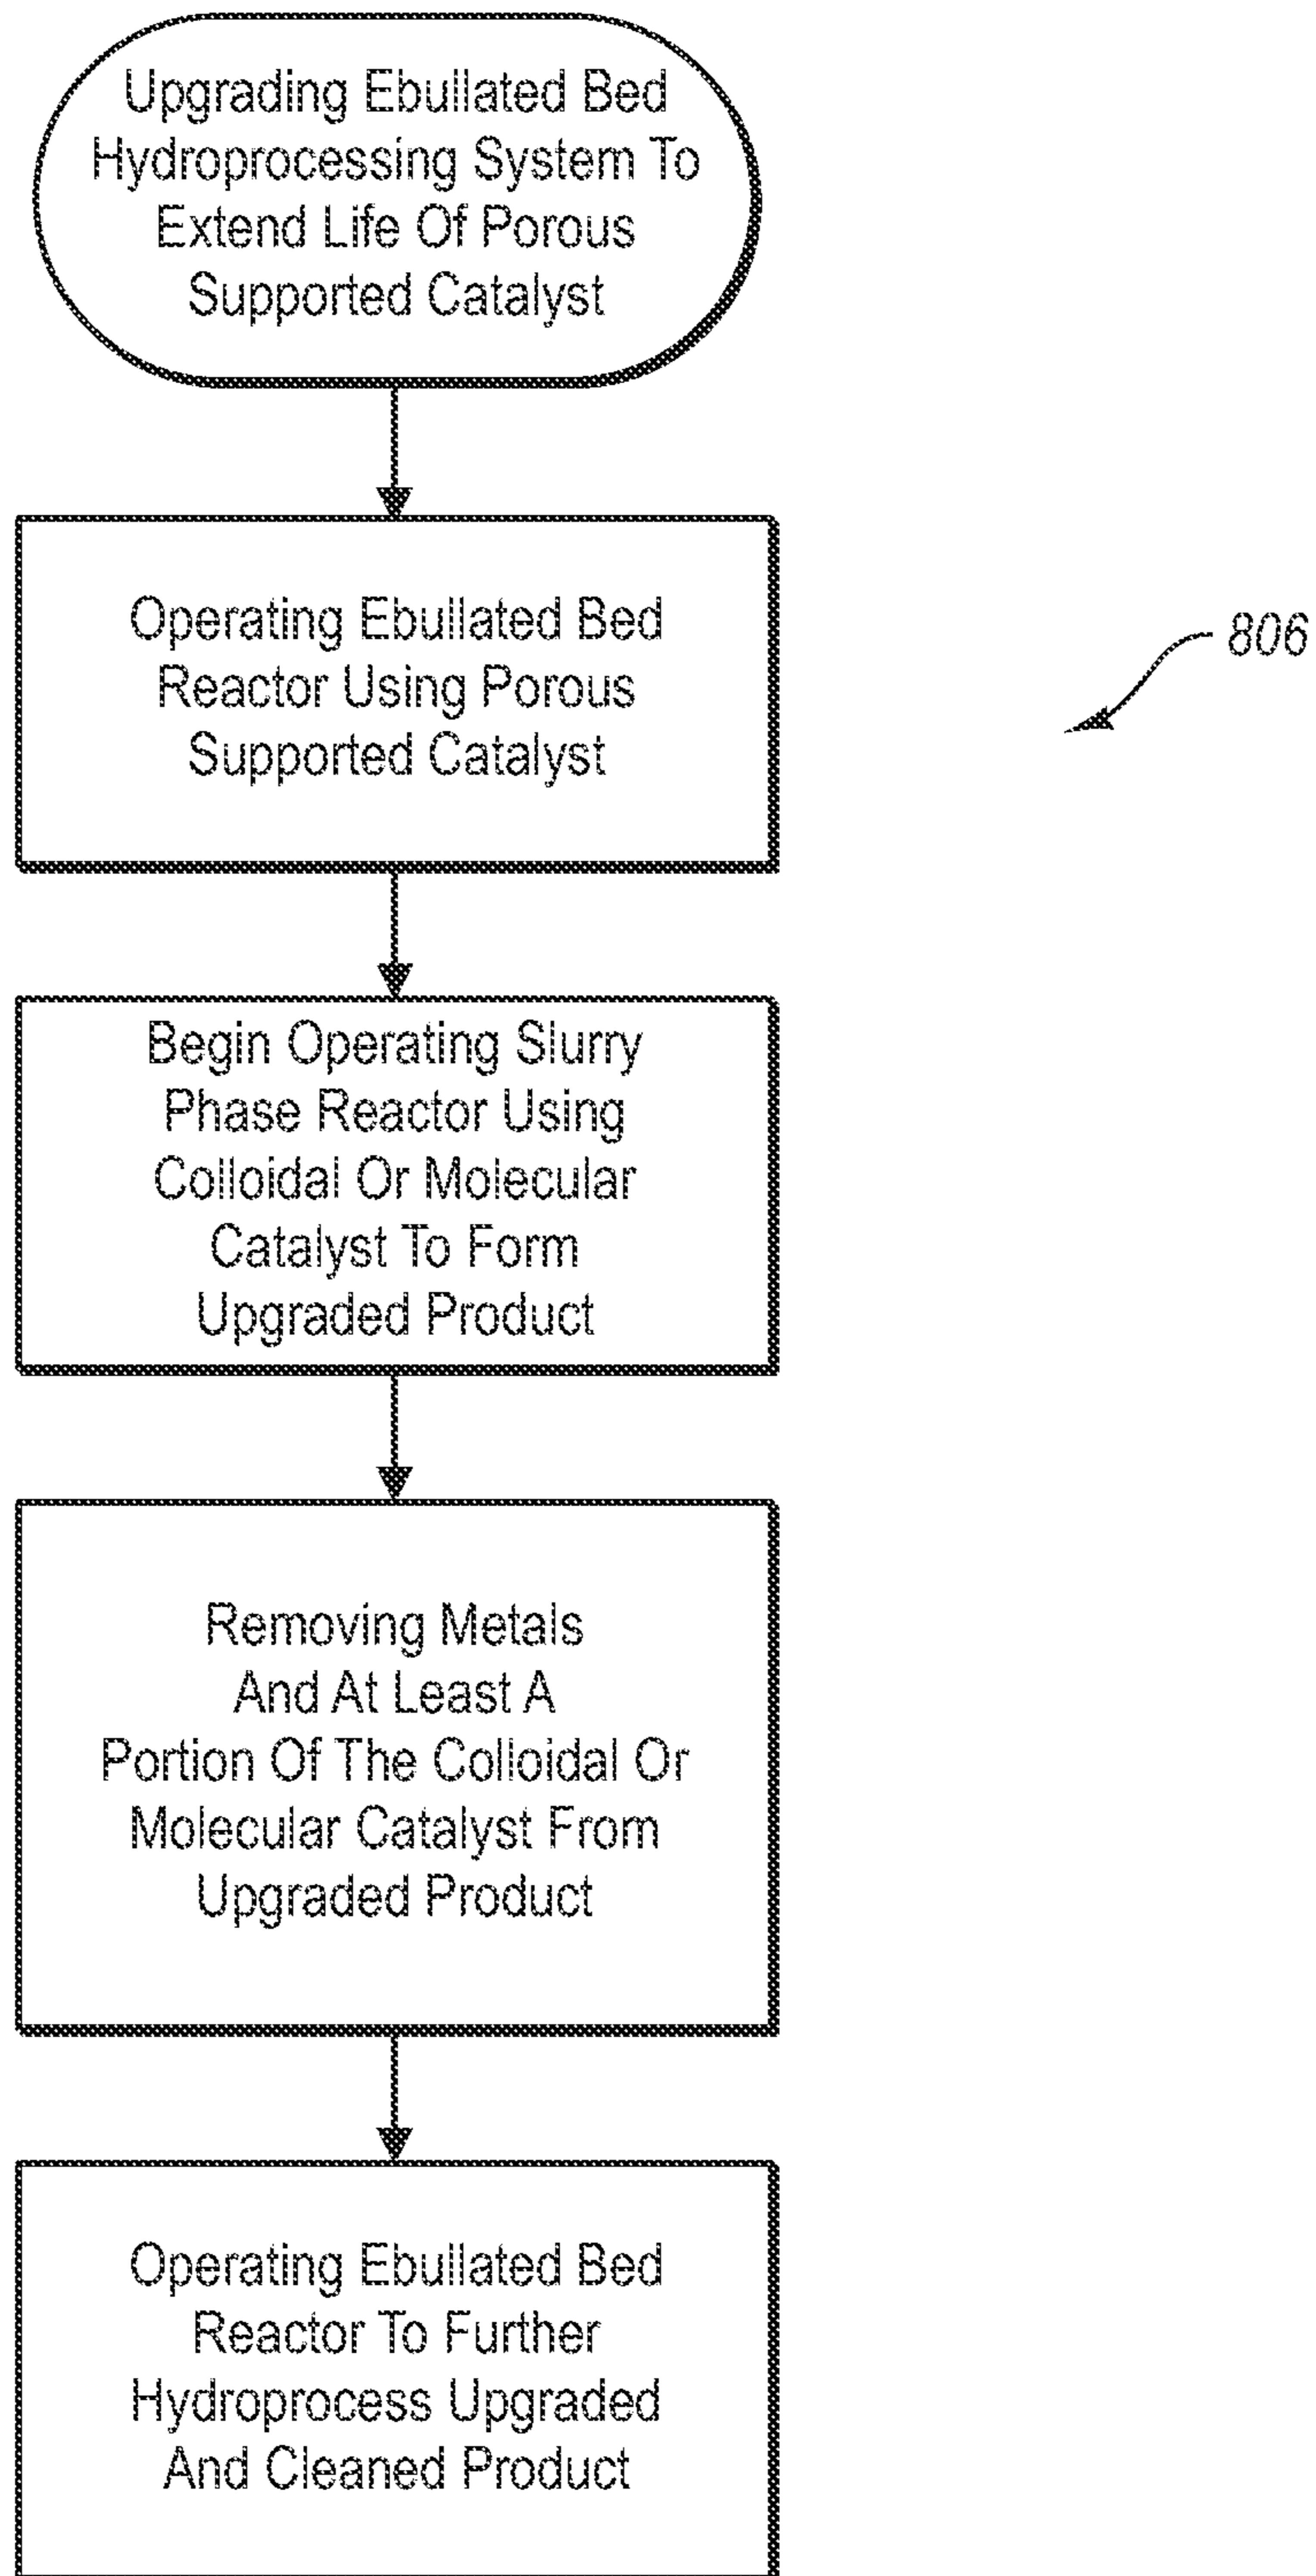 Upgrading Ebullated Bed
Hydroprocessing System To
Extend Life Of Porous
Supported Catalyst
Operating Ebullated Bed
Reactor Using Porous
Supported Catalyst
806
Begin Operating Slurry
Phase Reactor Using
Colloidal Or Molecular
Catalyst To Form
Upgraded Product
Removing Metals
And At Least A
Portion Of The Colloidal Or
Molecular Catalyst From
Upgraded Product
Operating Ebullated Bed
Reactor To Further
Hydroprocess Upgraded
And Cleaned Product